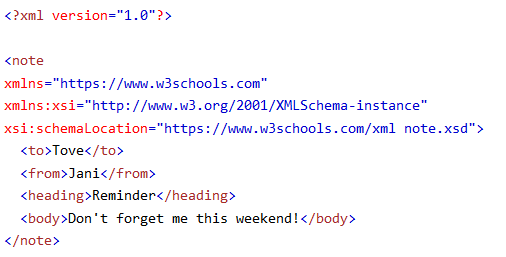 <?xml version="1.0"?>
<note
xmlns="https://www.w3schools.com"
xmlns:xsi="http://www.w3.org/2001/XMLSchema-instance"
xsi:schemaLocation="https://www.w3schools.com/xml note.xsd">
<to>Tove</to>
<from>Jani</from>
<heading>Reminder</heading>
<body>Don't forget me this weekend!</body>
</note>